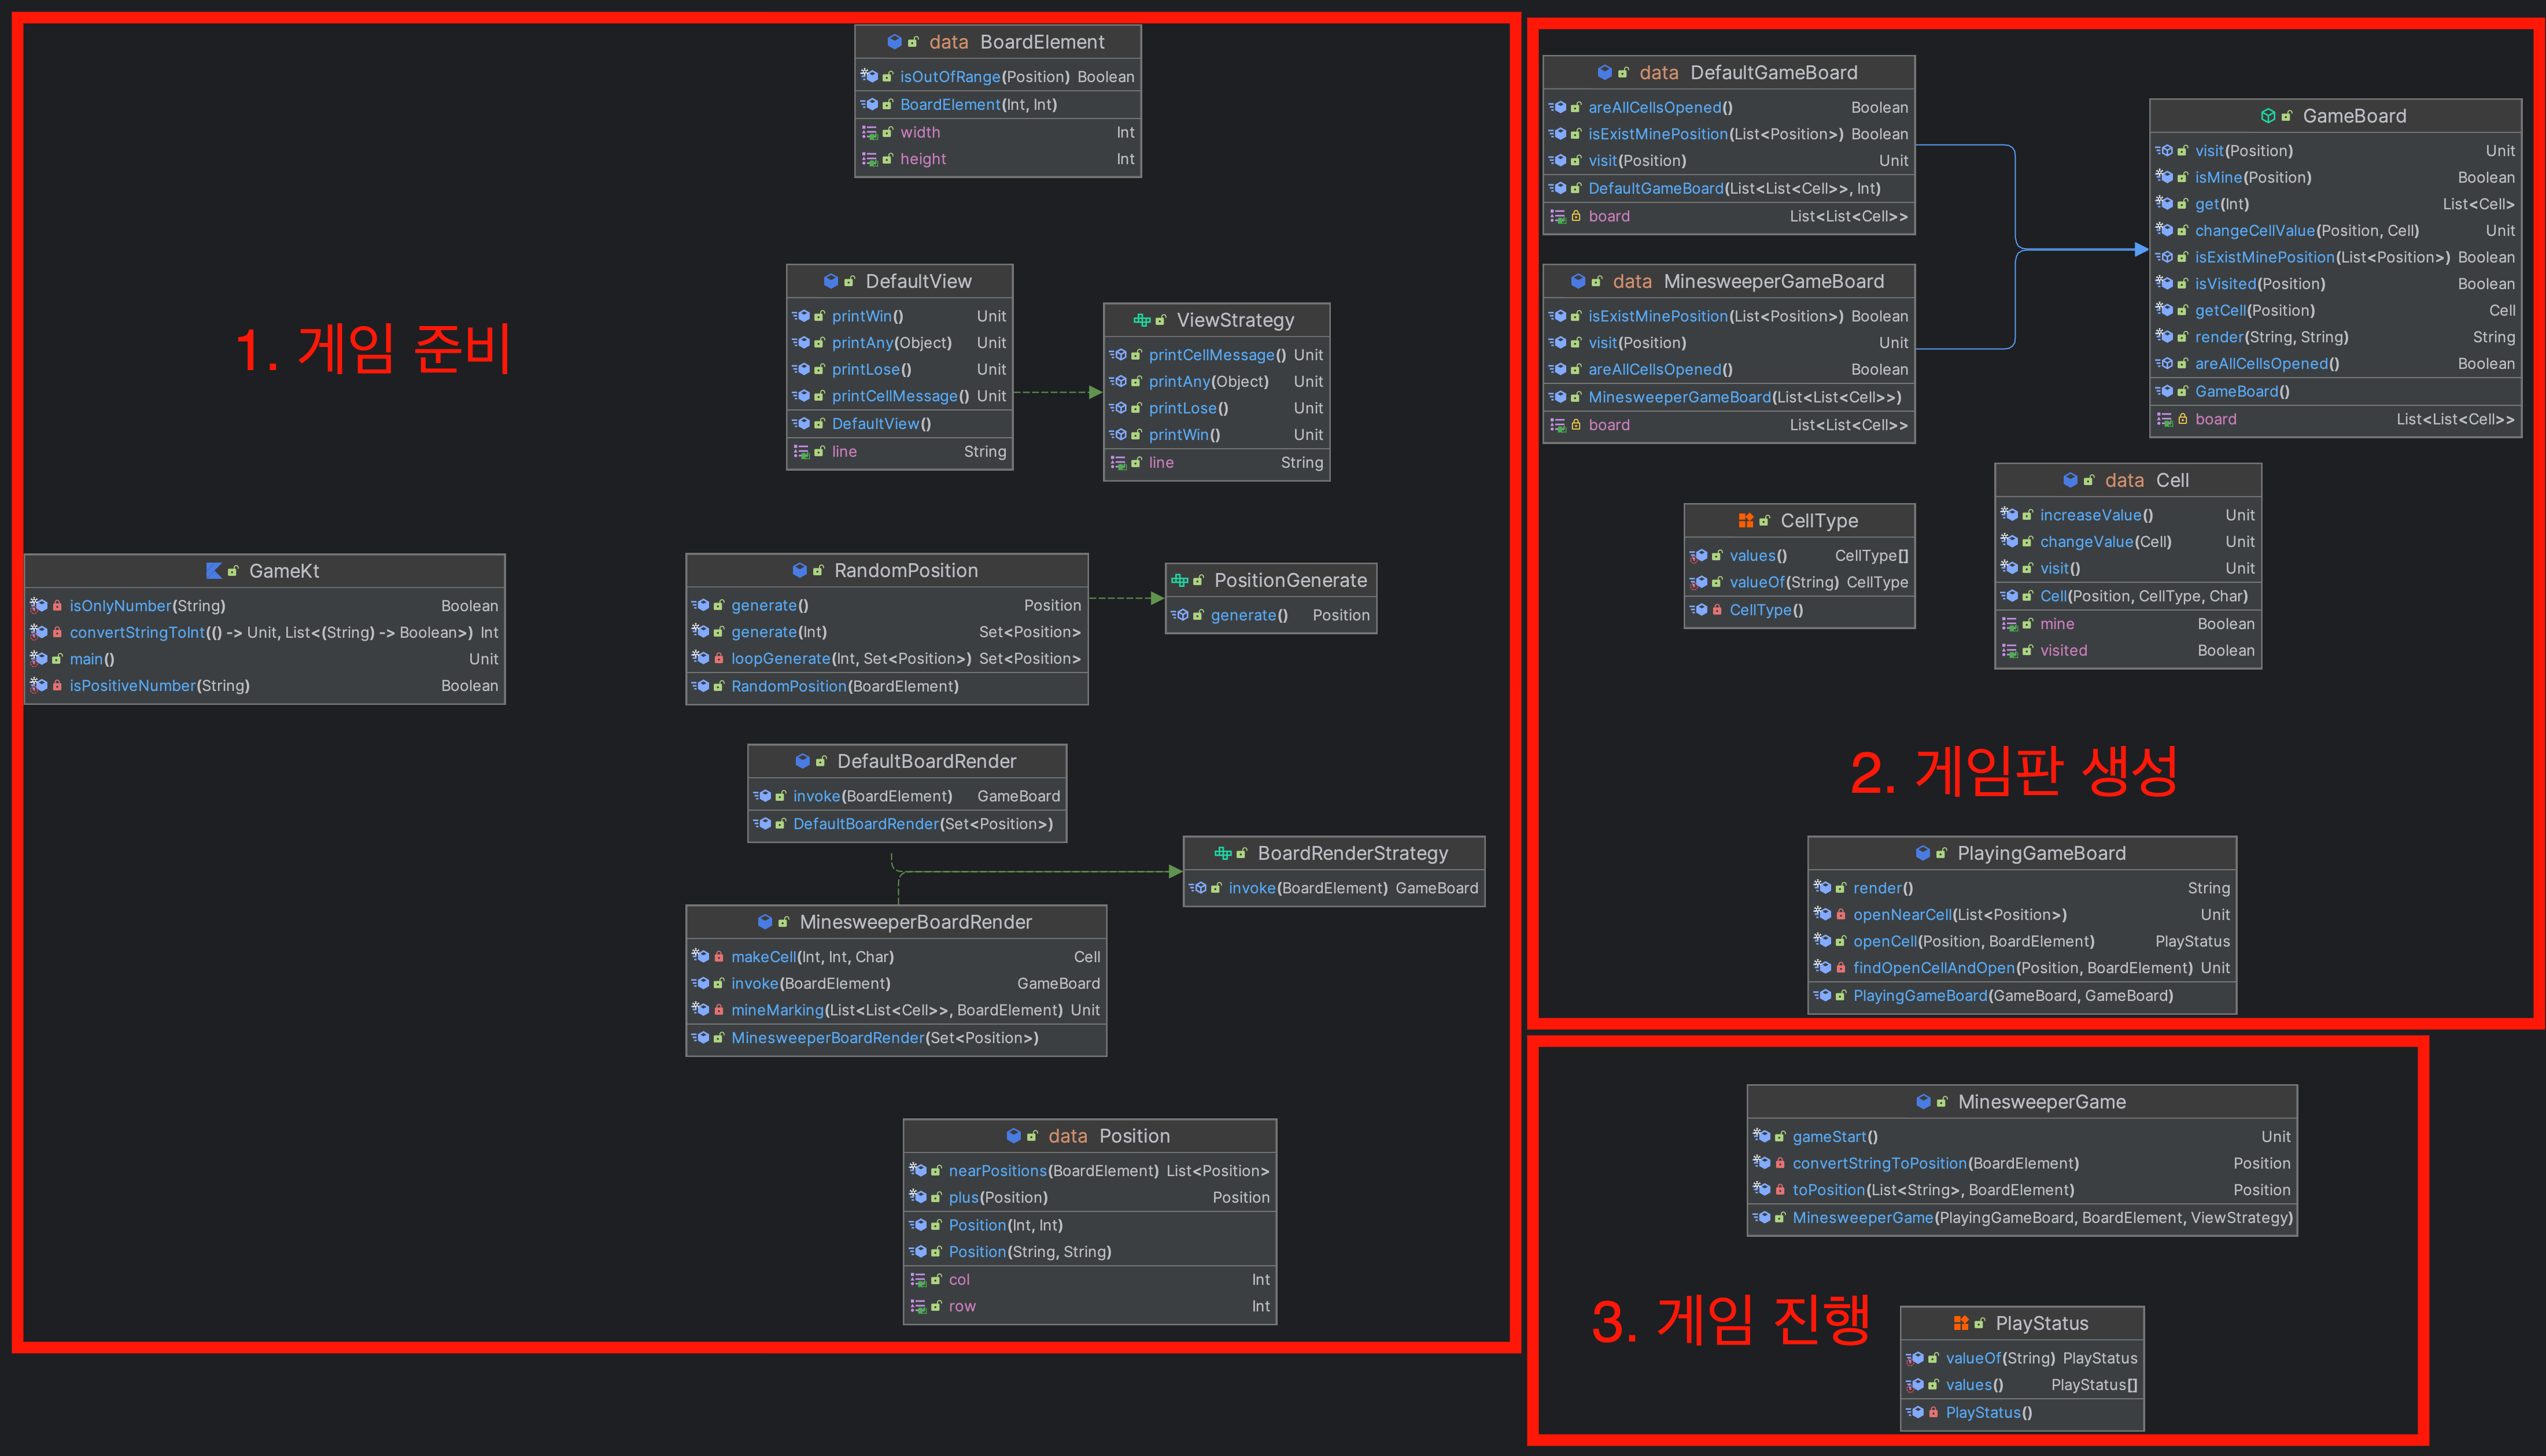 data BoardElement
isOutOfRange(Position) Boolean
BoardElement(Int, Int)
width Int
height Int
DefaultView
printWin() Unit
printAny(Object) Unit
printLose() Unit
printCellMessage() Unit
DefaultView()
line String
ViewStrategy
printCellMessage() Unit
printAny(Object) Unit
printLose() Unit
printWin() Unit
line String
1. 게임 준비
GameKt
isOnlyNumber(String) Boolean
convertStringToInt(() -> Unit, List<(String) -> Boolean>) Int
main() Unit
isPositiveNumber(String) Boolean
RandomPosition
generate() Position
generate(Int) Set<Position>
loopGenerate(Int, Set<Position>) Set<Position>
RandomPosition(BoardElement)
PositionGenerate
generate() Position
DefaultBoardRender
invoke(BoardElement) GameBoard
DefaultBoardRender(Set<Position>)
BoardRenderStrategy
invoke(BoardElement) GameBoard
MinesweeperBoardRender
makeCell(Int, Int, Char) Cell
invoke(BoardElement) GameBoard
mineMarking(List<List<Cell>>, BoardElement) Unit
MinesweeperBoardRender(Set<Position>)
data Position
nearPositions(BoardElement) List<Position>
plus(Position) Position
Position(Int, Int)
Position(String, String)
col Int
row Int
data DefaultGameBoard
areAllCellsOpened() Boolean
isExistMinePosition(List<Position>) Boolean
visit(Position) Unit
DefaultGameBoard(List<List<Cell>>, Int)
board List<List<Cell>>
data MinesweeperGameBoard
isExistMinePosition(List<Position>) Boolean
visit(Position) Unit
areAllCellsOpened() Boolean
MinesweeperGameBoard(List<List<Cell>>)
board List<List<Cell>>
GameBoard
visit(Position) Unit
isMine(Position) Boolean
get(Int) List<Cell>
changeCellValue(Position, Cell) Unit
isExistMinePosition(List<Position>) Boolean
isVisited(Position) Boolean
getCell(Position) Cell
render(String, String) String
areAllCellsOpened() Boolean
GameBoard()
board List<List<Cell>>
CellType
values() CellType[]
valueOf(String) CellType
CellType()
data Cell
increaseValue() Unit
changeValue(Cell) Unit
visit() Unit
Cell(Position, CellType, Char)
mine Boolean
visited Boolean
2. 게임판 생성
PlayingGameBoard
render() String
openNearCell(List<Position>) Unit
openCell(Position, BoardElement) PlayStatus
findOpenCellAndOpen(Position, BoardElement) Unit
PlayingGameBoard(GameBoard, GameBoard)
MinesweeperGame
gameStart() Unit
convertStringToPosition(BoardElement) Position
toPosition(List<String>, BoardElement) Position
MinesweeperGame(PlayingGameBoard, BoardElement, ViewStrategy)
3. 게임 진행
PlayStatus
valueOf(String) PlayStatus
values() PlayStatus[]
PlayStatus()